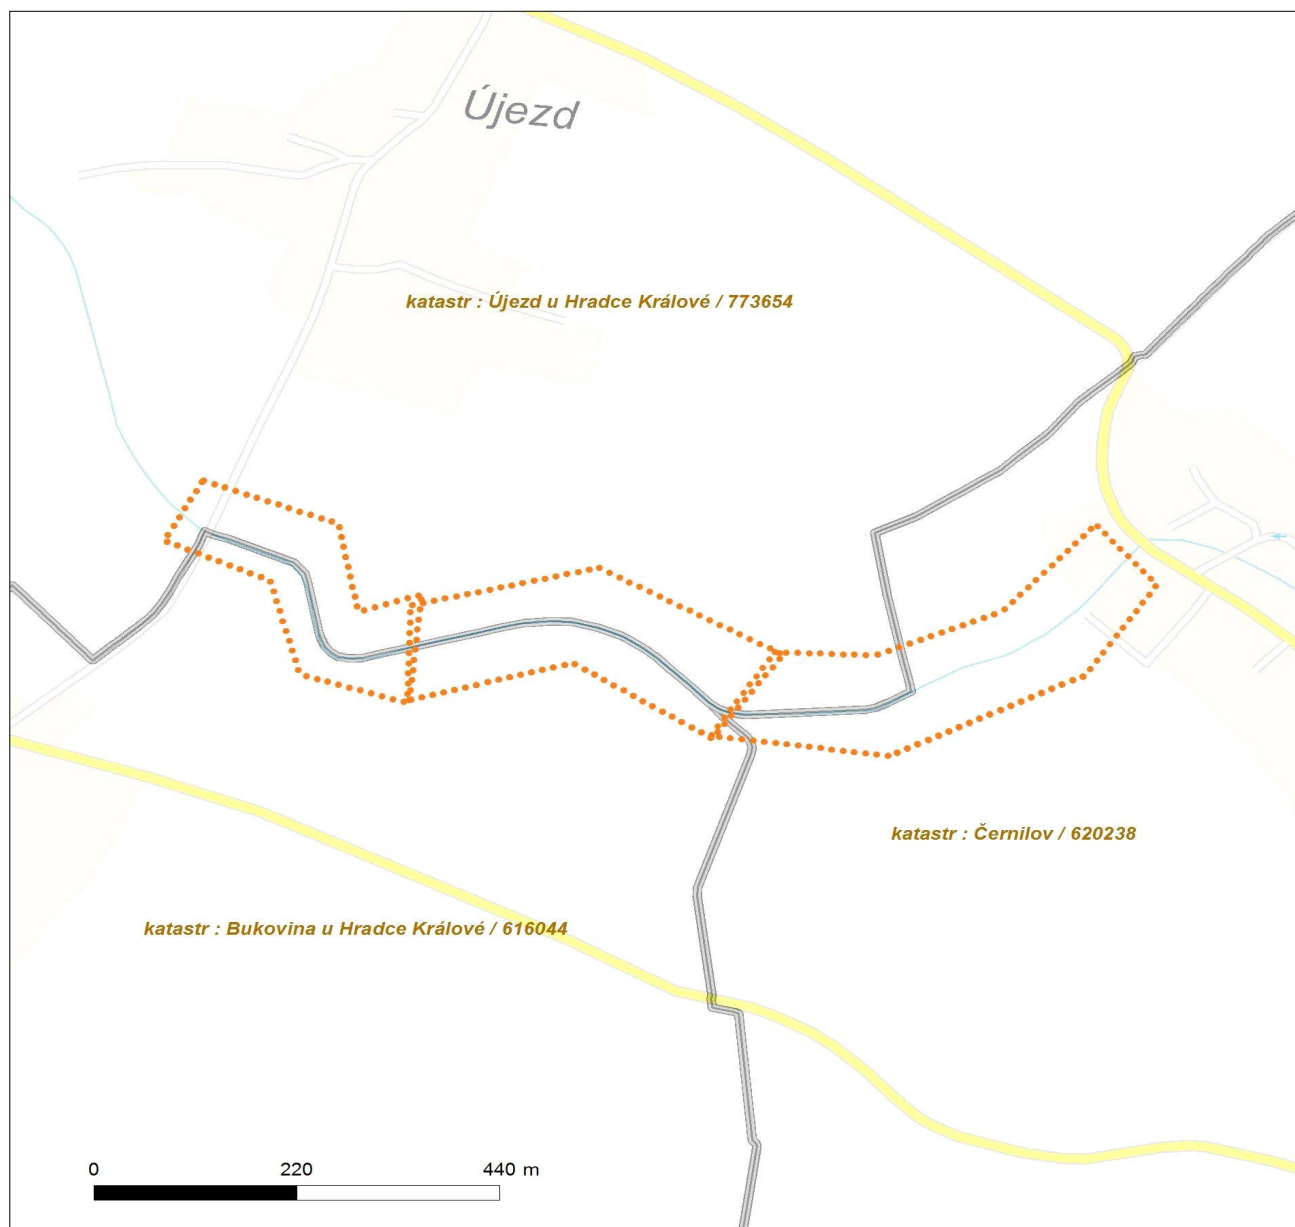 Újezd
katastr : Újezd u Hradce Králové / 773654
katastr : Černilov / 620238
katastr : Bukovina u Hradce Králové / 616044
0 220 440 m